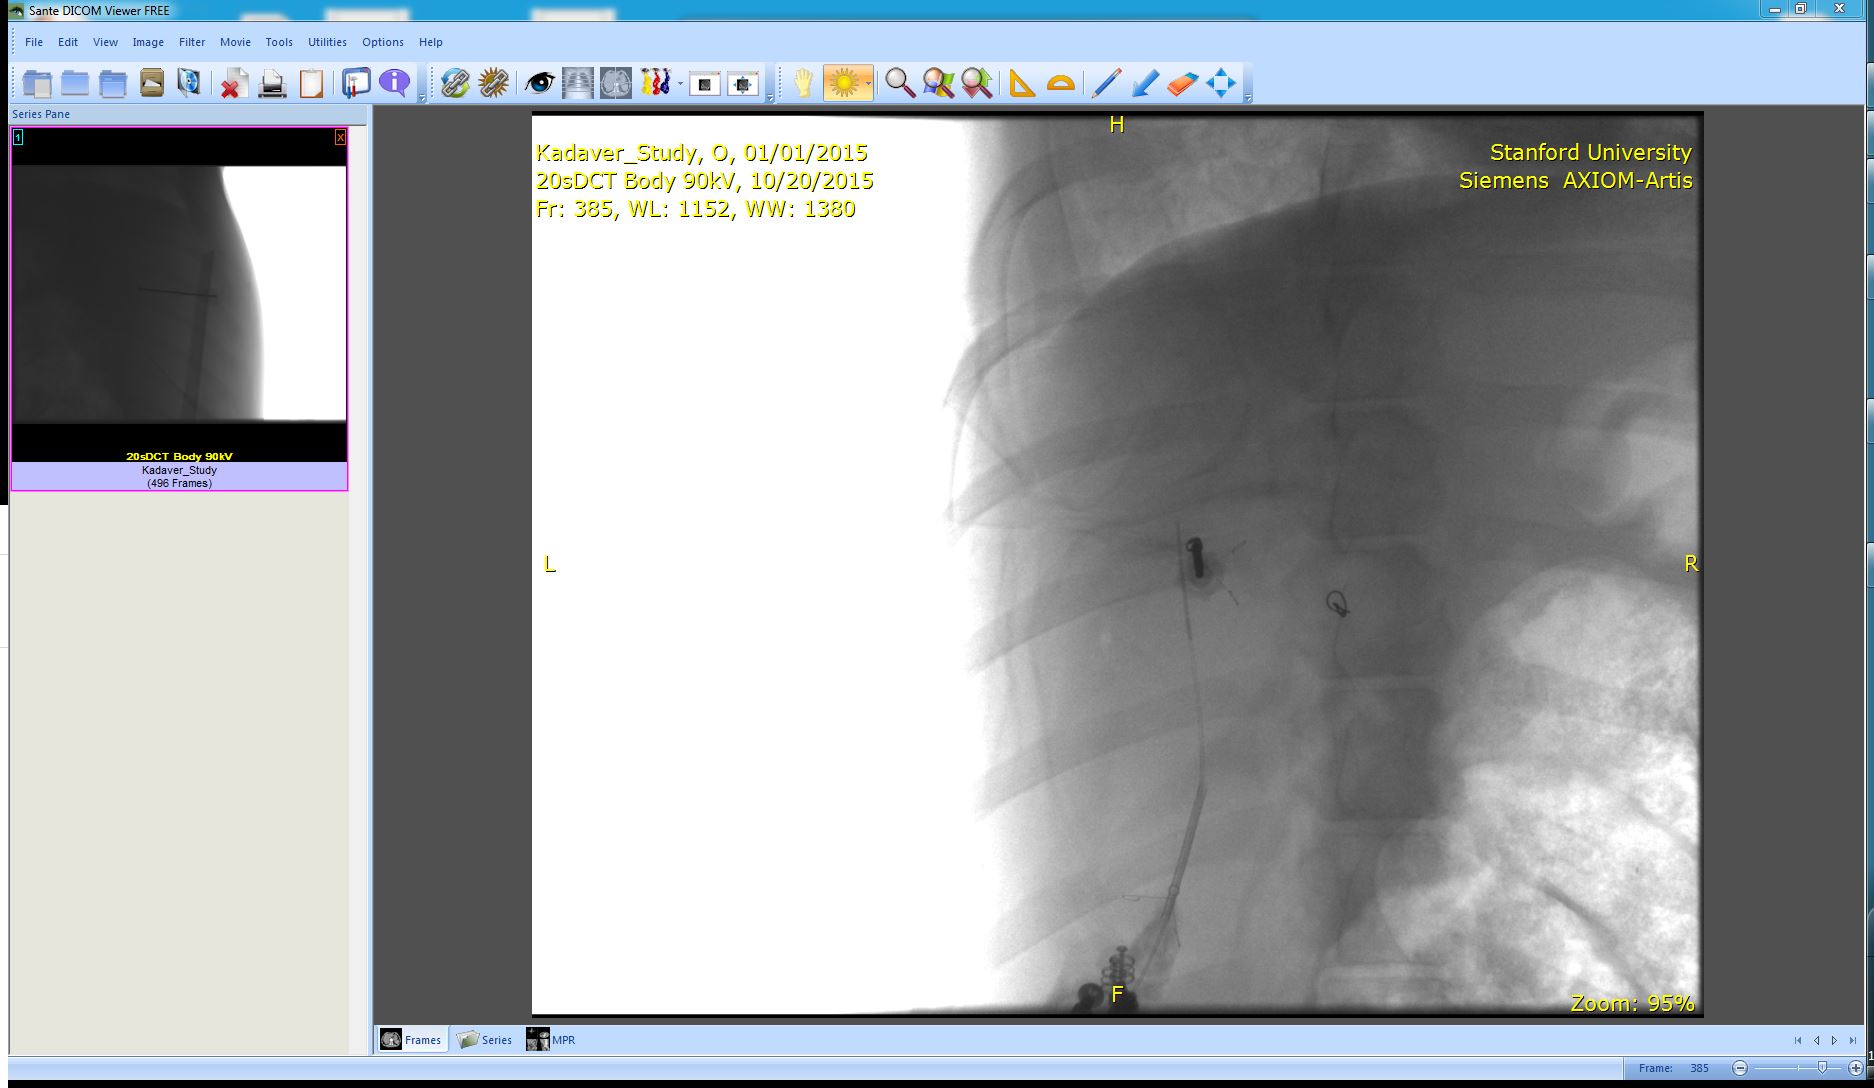 Sante DICOM Viewer FREE
File Edit View Image Filter Movie Tools Utilities Options Help
Series Pane
1 X
20sDCT Body 90kV
Kadaver_Study
(496 Frames)
H
Kadaver_Study, O, 01/01/2015
20sDCT Body 90kV, 10/20/2015
Fr: 385, WL: 1152, WW: 1380
Stanford University
Siemens AXIOM-Artis
L
R
F
Zoom: 95%
Frames Series MPR
Frame: 385
1